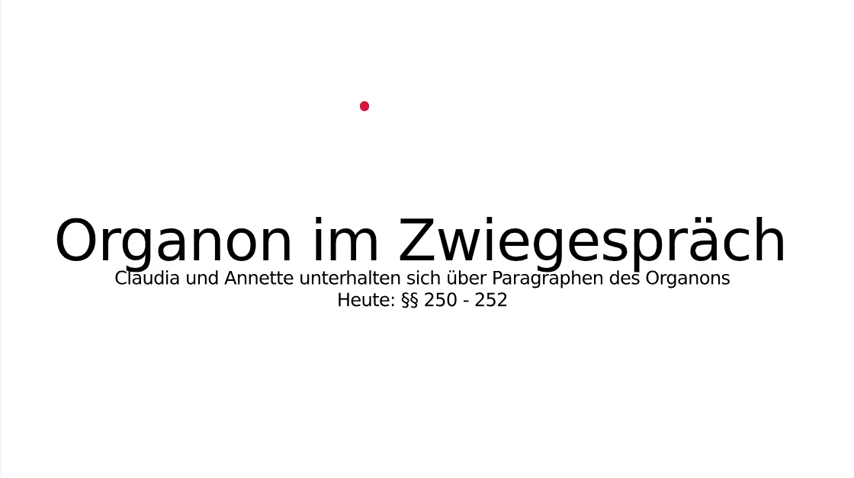 Organon im Zwiegespräch
Claudia und Annette unterhalten sich über Paragraphen des Organons
Heute: §§ 250 - 252